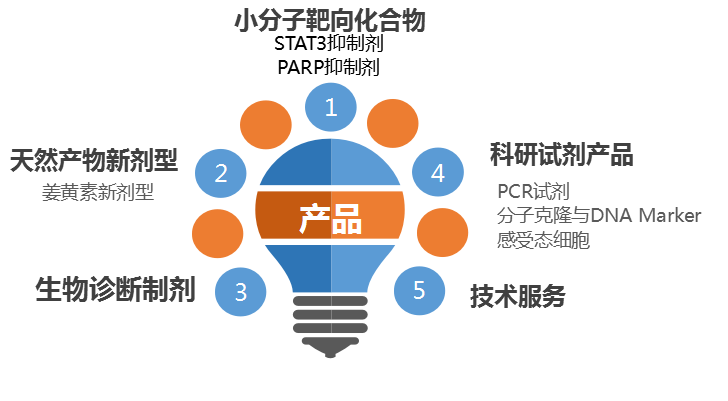 小分子靶向化合物
STAT3抑制剂
PARP抑制剂
1
天然产物新剂型
姜黄素新剂型
2
产品
4
科研试剂产品
PCR试剂
分子克隆与DNA Marker
感受态细胞
生物诊断制剂
3
5
技术服务